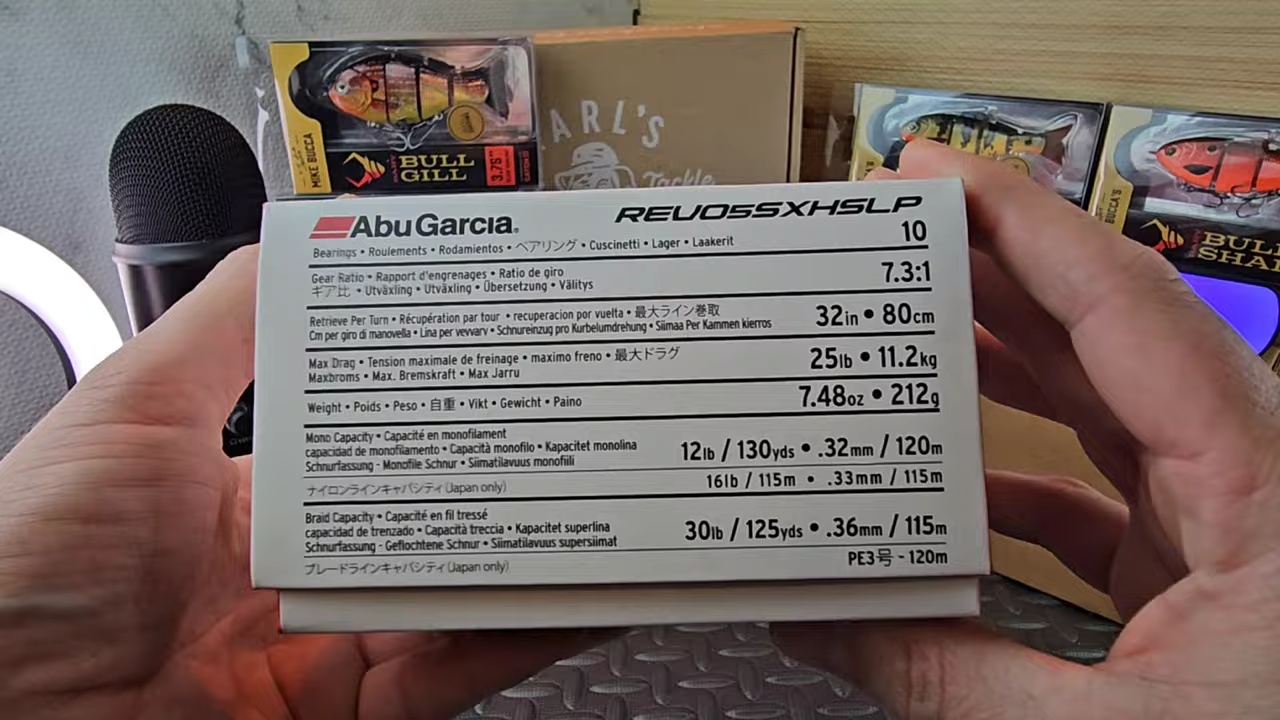 MIKE BUCCA
BABY
BULL
GILL
3.75"
CATCH CO
ARL'S
Tackle
BUCCA'S
BULL
SHA
AbuGarcia®
REVO5SXHSLP
Bearings • Roulements • Rodamientos • ベアリング • Cuscinetti • Lager • Laakerit
10
Gear Ratio • Rapport d'engrenages • Ratio de giro
ギア比 • Utväxling • Utväxling • Übersetzung • Välitys
7.3:1
Retrieve Per Turn • Récupération par tour • recuperacion por vuelta • 最大ライン巻取
Cm per giro di manovella • Lina per vevvarv • Schnureinzug pro Kurbelumdrehung • Siimaa Per Kammen kierros
32in • 80cm
Max Drag • Tension maximale de freinage • maximo freno • 最大ドラグ
Maxbroms • Max. Bremskraft • Max Jarru
25lb • 11.2kg
Weight • Poids • Peso • 自重 • Vikt • Gewicht • Paino
7.48oz • 212g
Mono Capacity • Capacité en monofilament
capacidad de monofilamento • Capacità monofilo • Kapacitet monolina
Schnurfassung - Monofile Schnur • Siimatilavuus monofiili
12lb / 130yds • .32mm / 120m
ナイロンラインキャパシティ(Japan only)
16lb / 115m • .33mm / 115m
Braid Capacity • Capacité en fil tressé
capacidad de trenzado • Capacità treccia • Kapacitet superlina
Schnurfassung - Geflochtene Schnur • Siimatilavuus supersiimat
30lb / 125yds • .36mm / 115m
ブレードラインキャパシティ(Japan only)
PE3号 - 120m